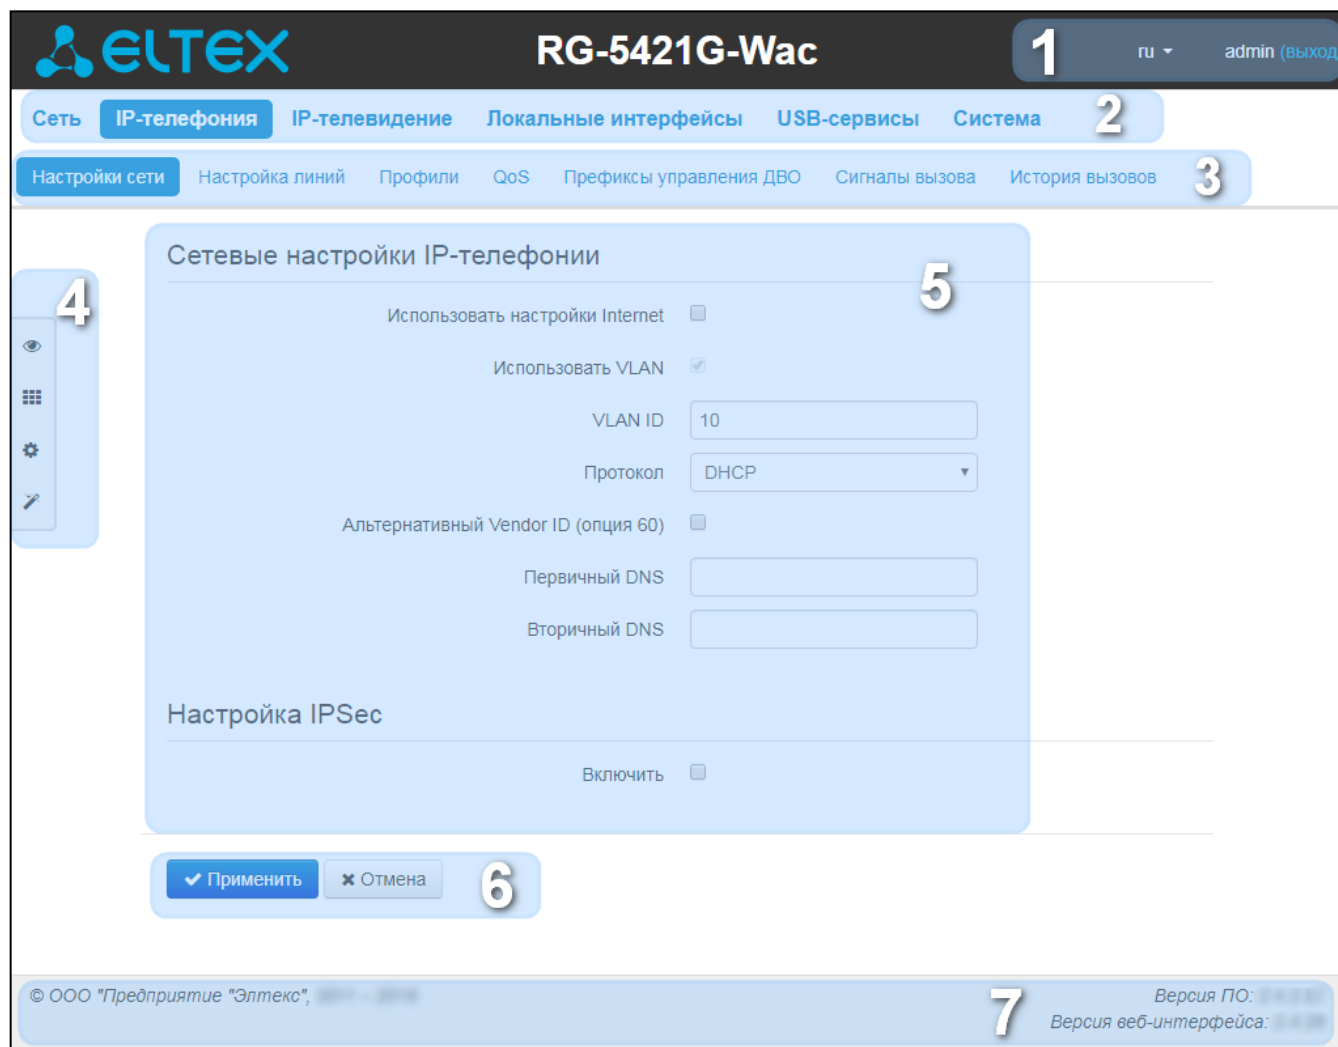 ELTEX RG-5421G-Wac 1 ru admin (выход
Сеть IP-телефония IP-телевидение Локальные интерфейсы USB-сервисы Система 2
Настройки сети Настройка линий Профили QoS Префиксы управления ДВО Сигналы вызова История вызовов 3
Сетевые настройки IP-телефонии
4
5
Использовать настройки Internet
Использовать VLAN
VLAN ID 10
Протокол DHCP
Альтернативный Vendor ID (опция 60)
Первичный DNS
Вторичный DNS
Настройка IPSec
Включить
Применить Отмена 6
© ООО "Предприятие "Элтекс", 7 Версия ПО:
Версия веб-интерфейса: